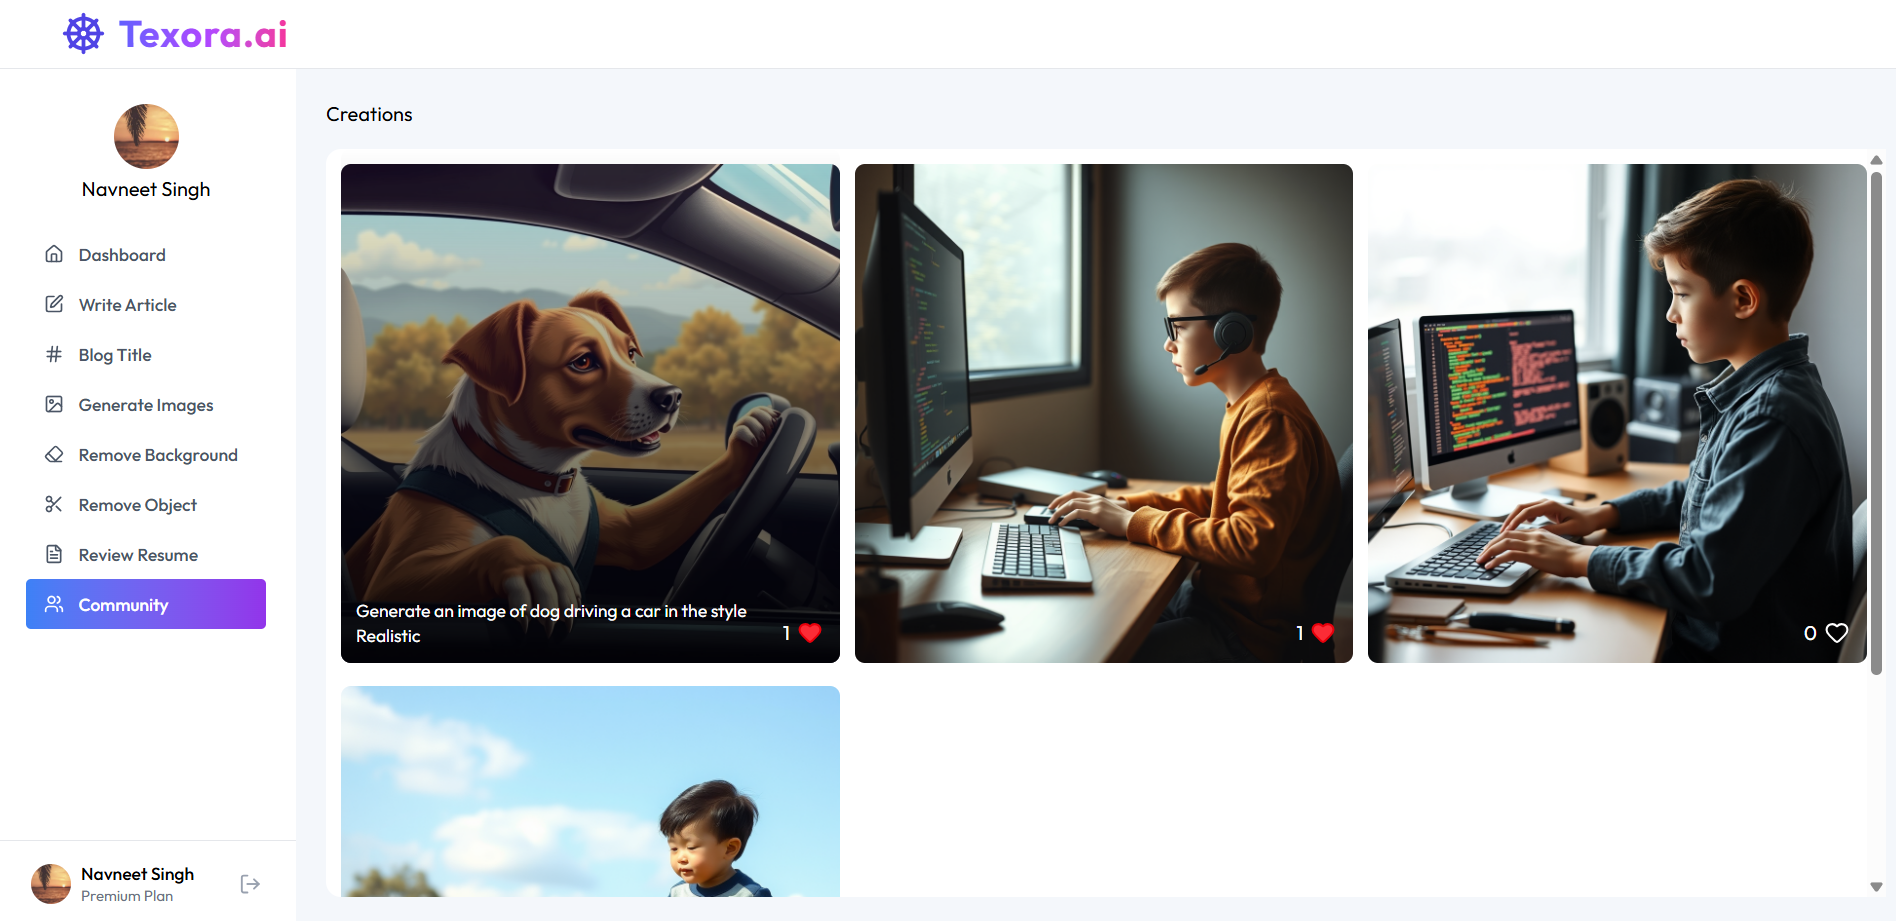 Texora.ai
Navneet Singh
Dashboard
Write Article
Blog Title
Generate Images
Remove Background
Remove Object
Review Resume
Community
Navneet Singh
Premium Plan
Creations
Generate an image of dog driving a car in the style
Realistic
1
1
0